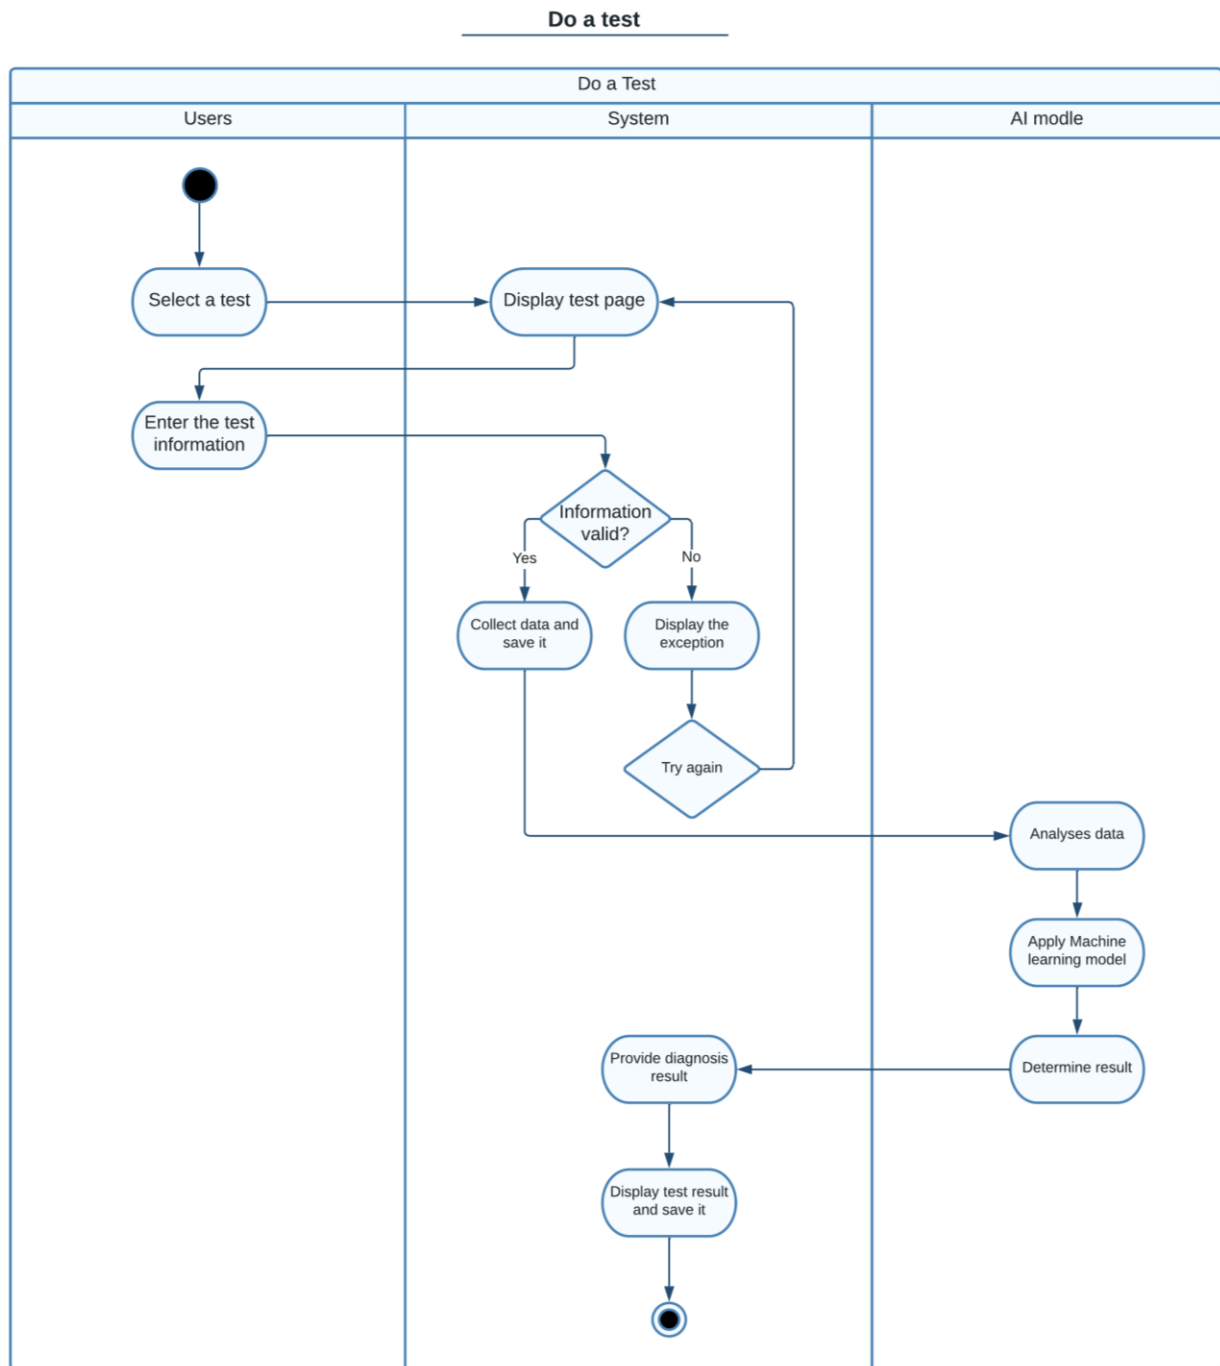 Do a test
Do a Test
Users
System
AI modle
Select a test
Display test page
Enter the test
information
Information
valid?
Yes
No
Collect data and
save it
Display the
exception
Try again
Analyses data
Apply Machine
learning model
Provide diagnosis
result
Determine result
Display test result
and save it